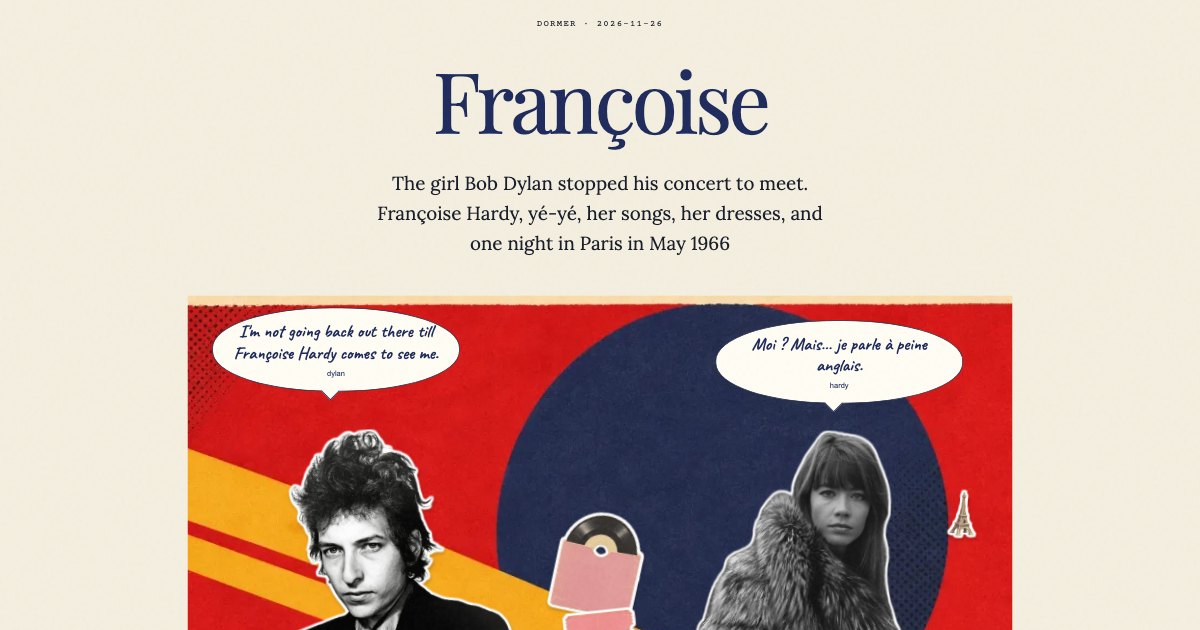 DORMER · 2026-11-26
Françoise
The girl Bob Dylan stopped his concert to meet.
Françoise Hardy, yé-yé, her songs, her dresses, and
one night in Paris in May 1966
I'm not going back out there till
Françoise Hardy comes to see me.
dylan
Moi ? Mais... je parle à peine
anglais.
hardy